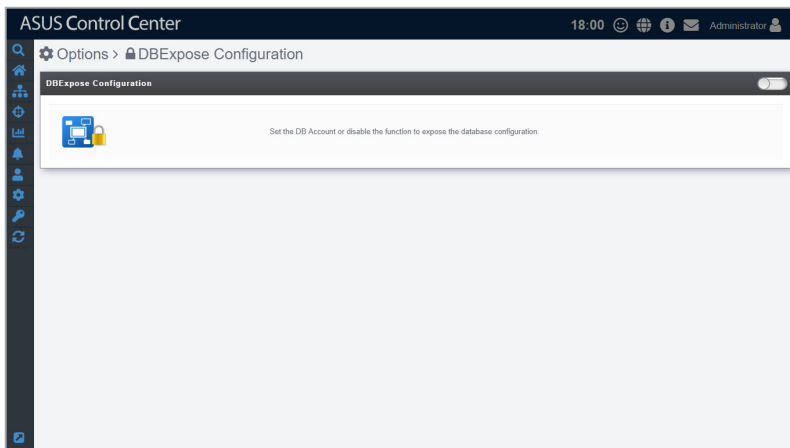 ASUS Control Center
18:00
Administrator
Options > DBExpose Configuration
DBExpose Configuration
Set the DB Account or disable the function to expose the database configuration.